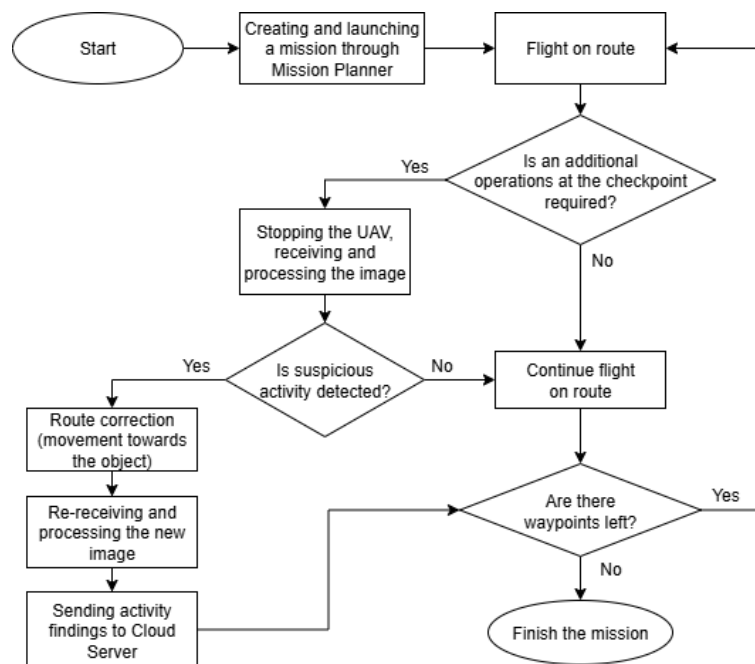 Start
Creating and launching
a mission through
Mission Planner
Flight on route
Is an additional
operations at the checkpoint
required?
Yes
No
Stopping the UAV,
receiving and
processing the image
Is suspicious
activity detected?
Yes
No
Continue flight
on route
Route correction
(movement towards
the object)
Re-receiving and
processing the new
image
Sending activity
findings to Cloud
Server
Are there
waypoints left?
Yes
No
Finish the mission